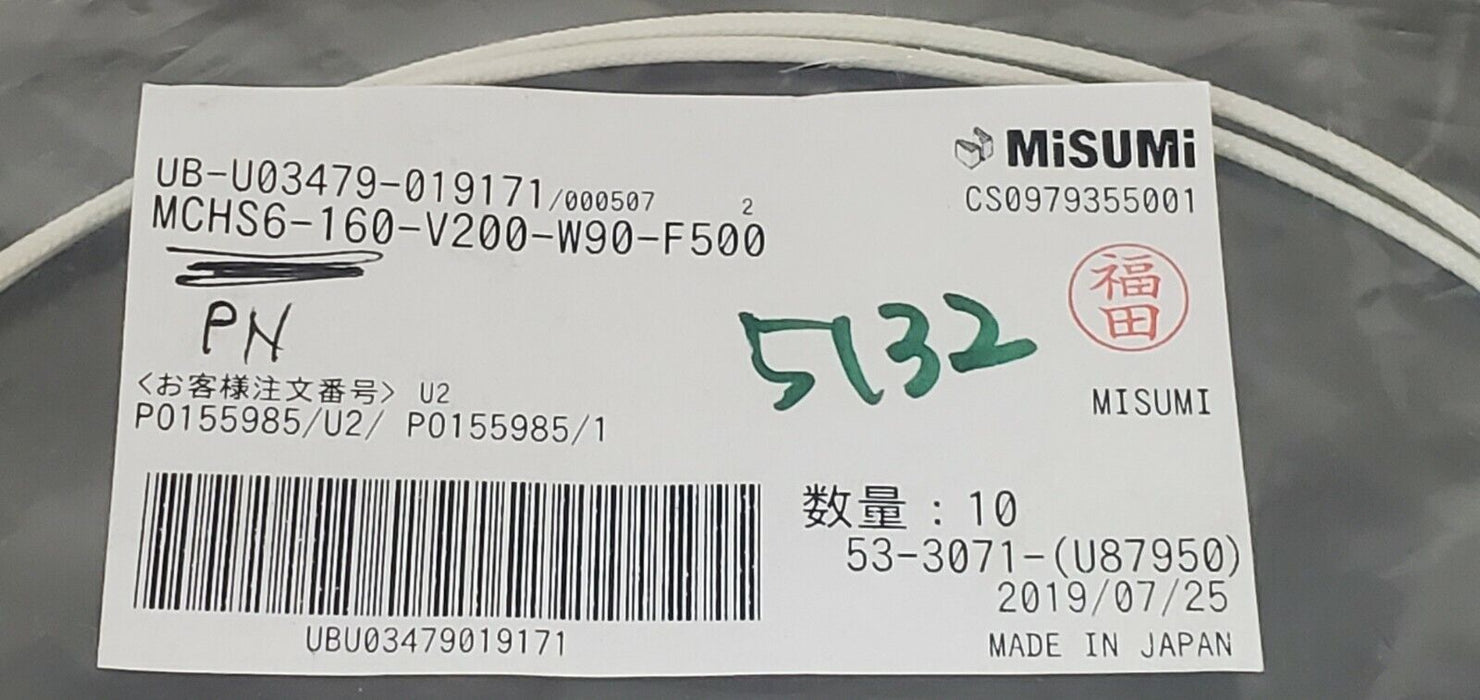 MiSUMi
UB-U03479-019171/000507 2
CS0979355001
MCHS6-160-V200-W90-F500
福田
PN
5132
<お客様注文番号> U2
MISUMI
P0155985/U2/ P0155985/1
数量 : 10
53-3071-(U87950)
2019/07/25
UBU03479019171
MADE IN JAPAN